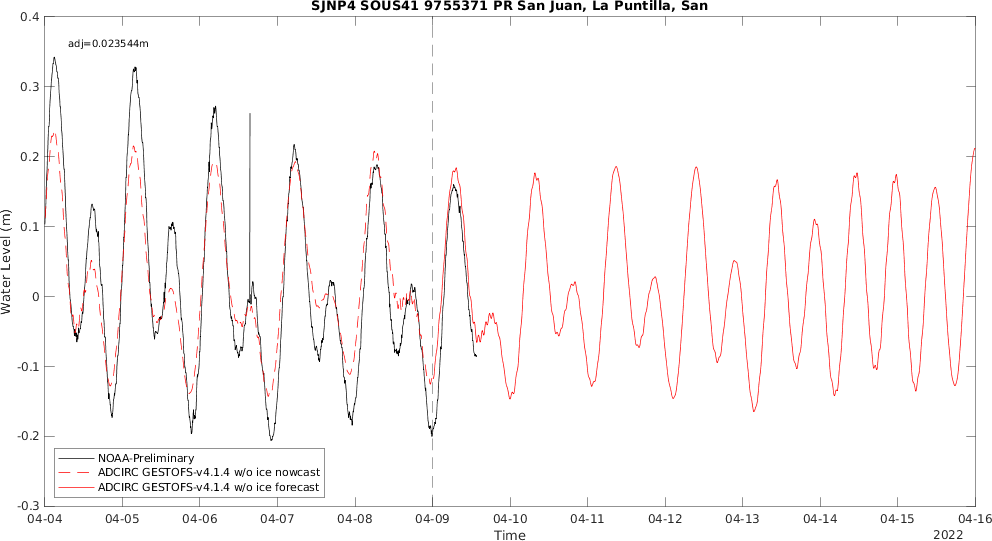 SJNP4 SOUS41 9755371 PR San Juan, La Puntilla, San
adj=0.023544m
0.4
0.3
0.2
0.1
0
-0.1
-0.2
-0.3
Water Level (m)
NOAA-Preliminary
ADCIRC GESTOFS-v4.1.4 w/o ice nowcast
ADCIRC GESTOFS-v4.1.4 w/o ice forecast
04-04 04-05 04-06 04-07 04-08 04-09 04-10 04-11 04-12 04-13 04-14 04-15 04-16
Time
2022